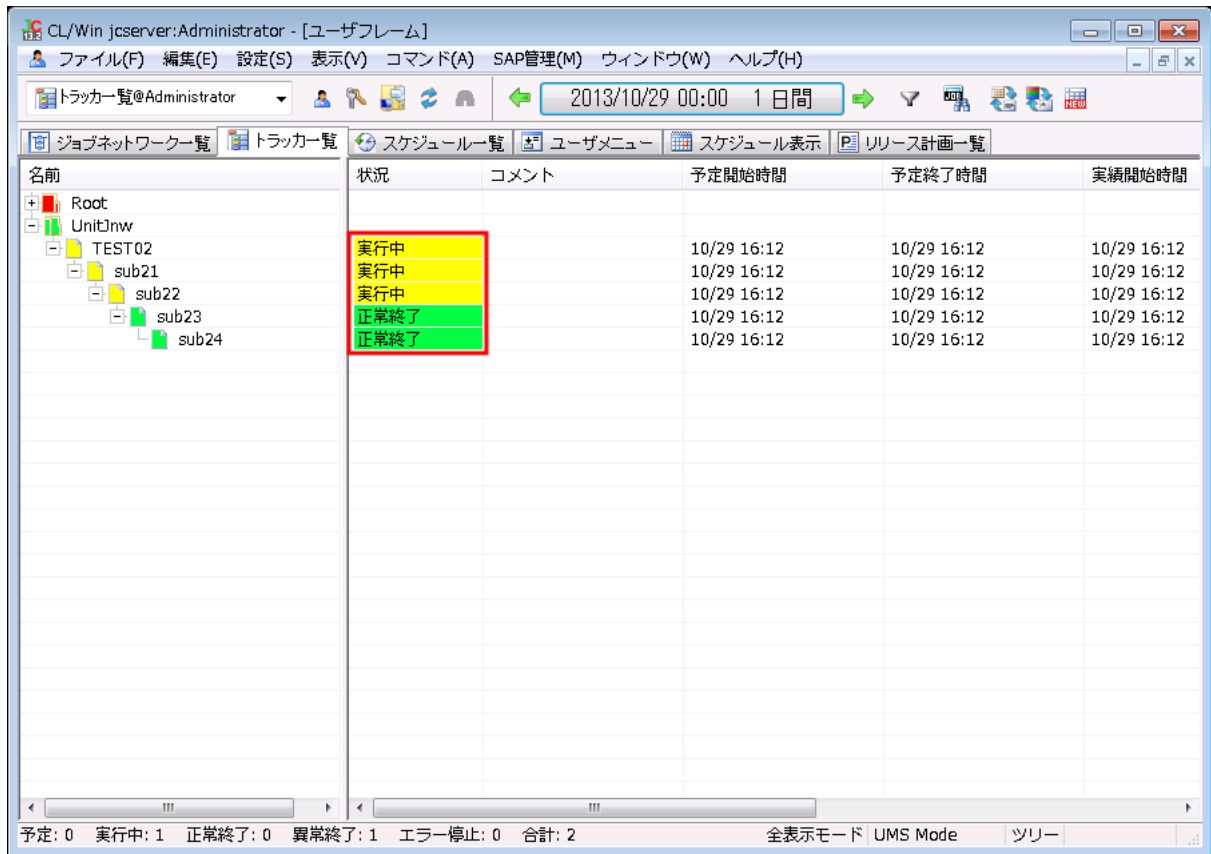 CL/Win jcserver:Administrator - [ユーザフレーム]
ファイル(F) 編集(E) 設定(S) 表示(V) コマンド(A) SAP管理(M) ウィンドウ(W) ヘルプ(H)
トラッカ一覧@Administrator 2013/10/29 00:00 1 日間
ジョブネットワーク一覧 トラッカ一覧 スケジュール一覧 ユーザメニュー スケジュール表示 リリース計画一覧
名前 状況 コメント 予定開始時間 予定終了時間 実績開始時間
Root
UnitJnw
TEST02 実行中 10/29 16:12 10/29 16:12 10/29 16:12
sub21 実行中 10/29 16:12 10/29 16:12 10/29 16:12
sub22 実行中 10/29 16:12 10/29 16:12 10/29 16:12
sub23 正常終了 10/29 16:12 10/29 16:12 10/29 16:12
sub24 正常終了 10/29 16:12 10/29 16:12 10/29 16:12
予定: 0 実行中: 1 正常終了: 0 異常終了: 1 エラー停止: 0 合計: 2 全表示モード UMS Mode ツリー